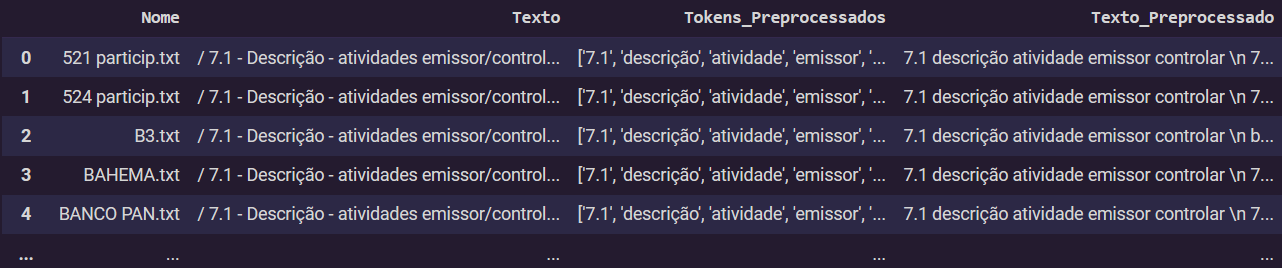 Nome Texto Tokens_Preprocessados Texto_Preprocessado
0 521 particip.txt / 7.1 - Descrição - atividades emissor/control... ['7.1', 'descrição', 'atividade', 'emissor', '... 7.1 descrição atividade emissor controlar \n 7...
1 524 particip.txt / 7.1 - Descrição - atividades emissor/control... ['7.1', 'descrição', 'atividade', 'emissor', '... 7.1 descrição atividade emissor controlar \n 7...
2 B3.txt / 7.1 - Descrição - atividades emissor/control... ['7.1', 'descrição', 'atividade', 'emissor', '... 7.1 descrição atividade emissor controlar \n b...
3 BAHEMA.txt / 7.1 - Descrição - atividades emissor/control... ['7.1', 'descrição', 'atividade', 'emissor', '... 7.1 descrição atividade emissor controlar \n 7...
4 BANCO PAN.txt / 7.1 - Descrição - atividades emissor/control... ['7.1', 'descrição', 'atividade', 'emissor', '... 7.1 descrição atividade emissor controlar \n 7...
... ... ... ... ...